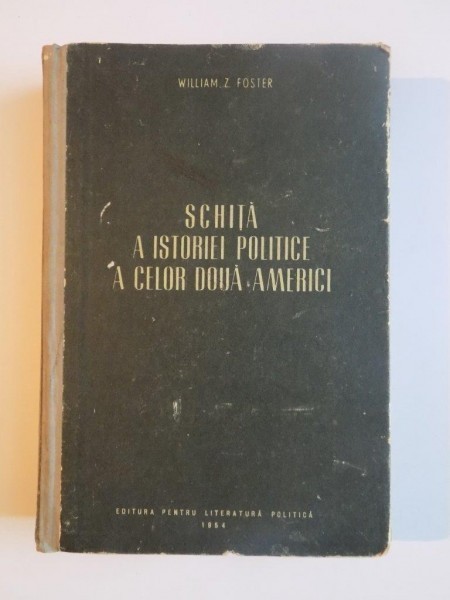 WILLIAM Z. FOSTER
SCHIȚĂ
A ISTORIEI POLITICE
A CELOR DOUĂ AMERICI
EDITURA PENTRU LITERATURĂ POLITICĂ
1954